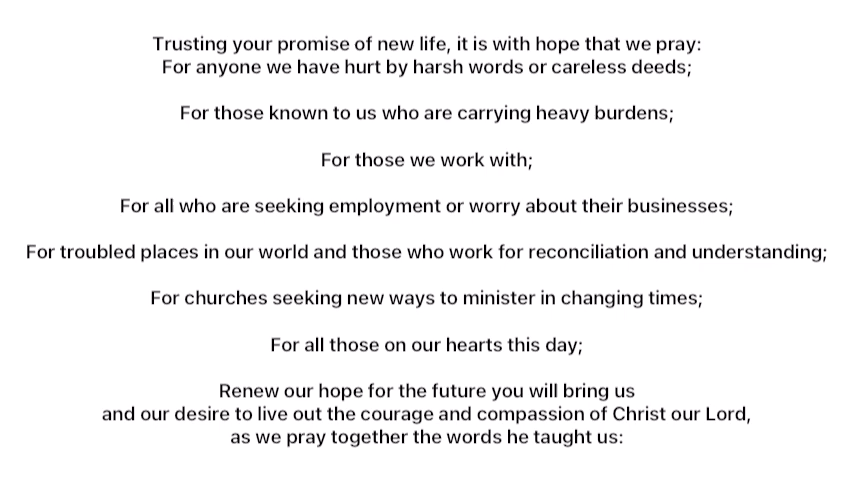 Trusting your promise of new life, it is with hope that we pray:
For anyone we have hurt by harsh words or careless deeds;
For those known to us who are carrying heavy burdens;
For those we work with;
For all who are seeking employment or worry about their businesses;
For troubled places in our world and those who work for reconciliation and understanding;
For churches seeking new ways to minister in changing times;
For all those on our hearts this day;
Renew our hope for the future you will bring us
and our desire to live out the courage and compassion of Christ our Lord,
as we pray together the words he taught us: